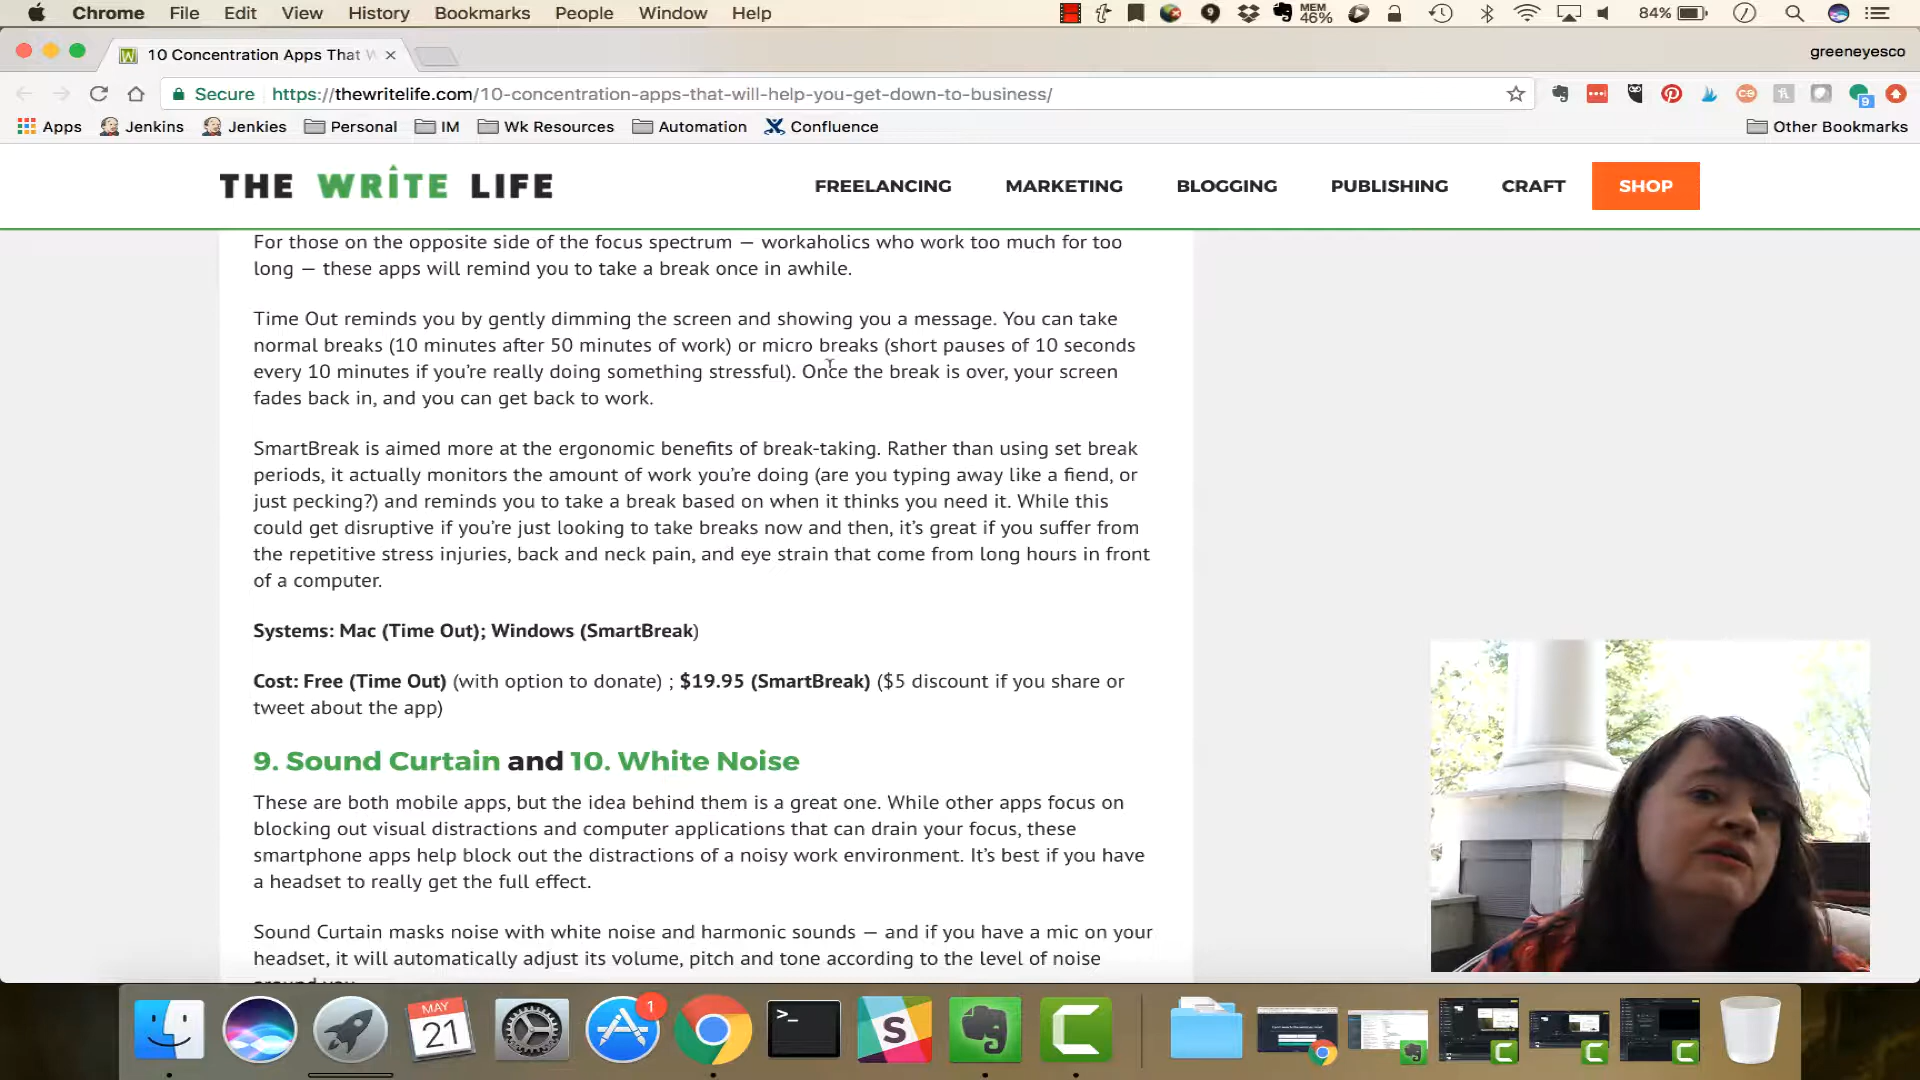 Chrome File Edit View History Bookmarks People Window Help
9 MEM 46% 84%
10 Concentration Apps That W
greeneyesco
Secure https://thewritelife.com/10-concentration-apps-that-will-help-you-get-down-to-business/
9
Apps Jenkins Jenkies Personal IM Wk Resources Automation Confluence Other Bookmarks
THE WRITE LIFE FREELANCING MARKETING BLOGGING PUBLISHING CRAFT SHOP
For those on the opposite side of the focus spectrum — workaholics who work too much for too
long — these apps will remind you to take a break once in awhile.
Time Out reminds you by gently dimming the screen and showing you a message. You can take
normal breaks (10 minutes after 50 minutes of work) or micro breaks (short pauses of 10 seconds
every 10 minutes if you’re really doing something stressful). Once the break is over, your screen
fades back in, and you can get back to work.
SmartBreak is aimed more at the ergonomic benefits of break-taking. Rather than using set break
periods, it actually monitors the amount of work you’re doing (are you typing away like a fiend, or
just pecking?) and reminds you to take a break based on when it thinks you need it. While this
could get disruptive if you’re just looking to take breaks now and then, it’s great if you suffer from
the repetitive stress injuries, back and neck pain, and eye strain that come from long hours in front
of a computer.
Systems: Mac (Time Out); Windows (SmartBreak)
Cost: Free (Time Out) (with option to donate) ; $19.95 (SmartBreak) ($5 discount if you share or
tweet about the app)
9. Sound Curtain and 10. White Noise
These are both mobile apps, but the idea behind them is a great one. While other apps focus on
blocking out visual distractions and computer applications that can drain your focus, these
smartphone apps help block out the distractions of a noisy work environment. It’s best if you have
a headset to really get the full effect.
Sound Curtain masks noise with white noise and harmonic sounds — and if you have a mic on your
headset, it will automatically adjust its volume, pitch and tone according to the level of noise
around you.
MAY
21
1
>_